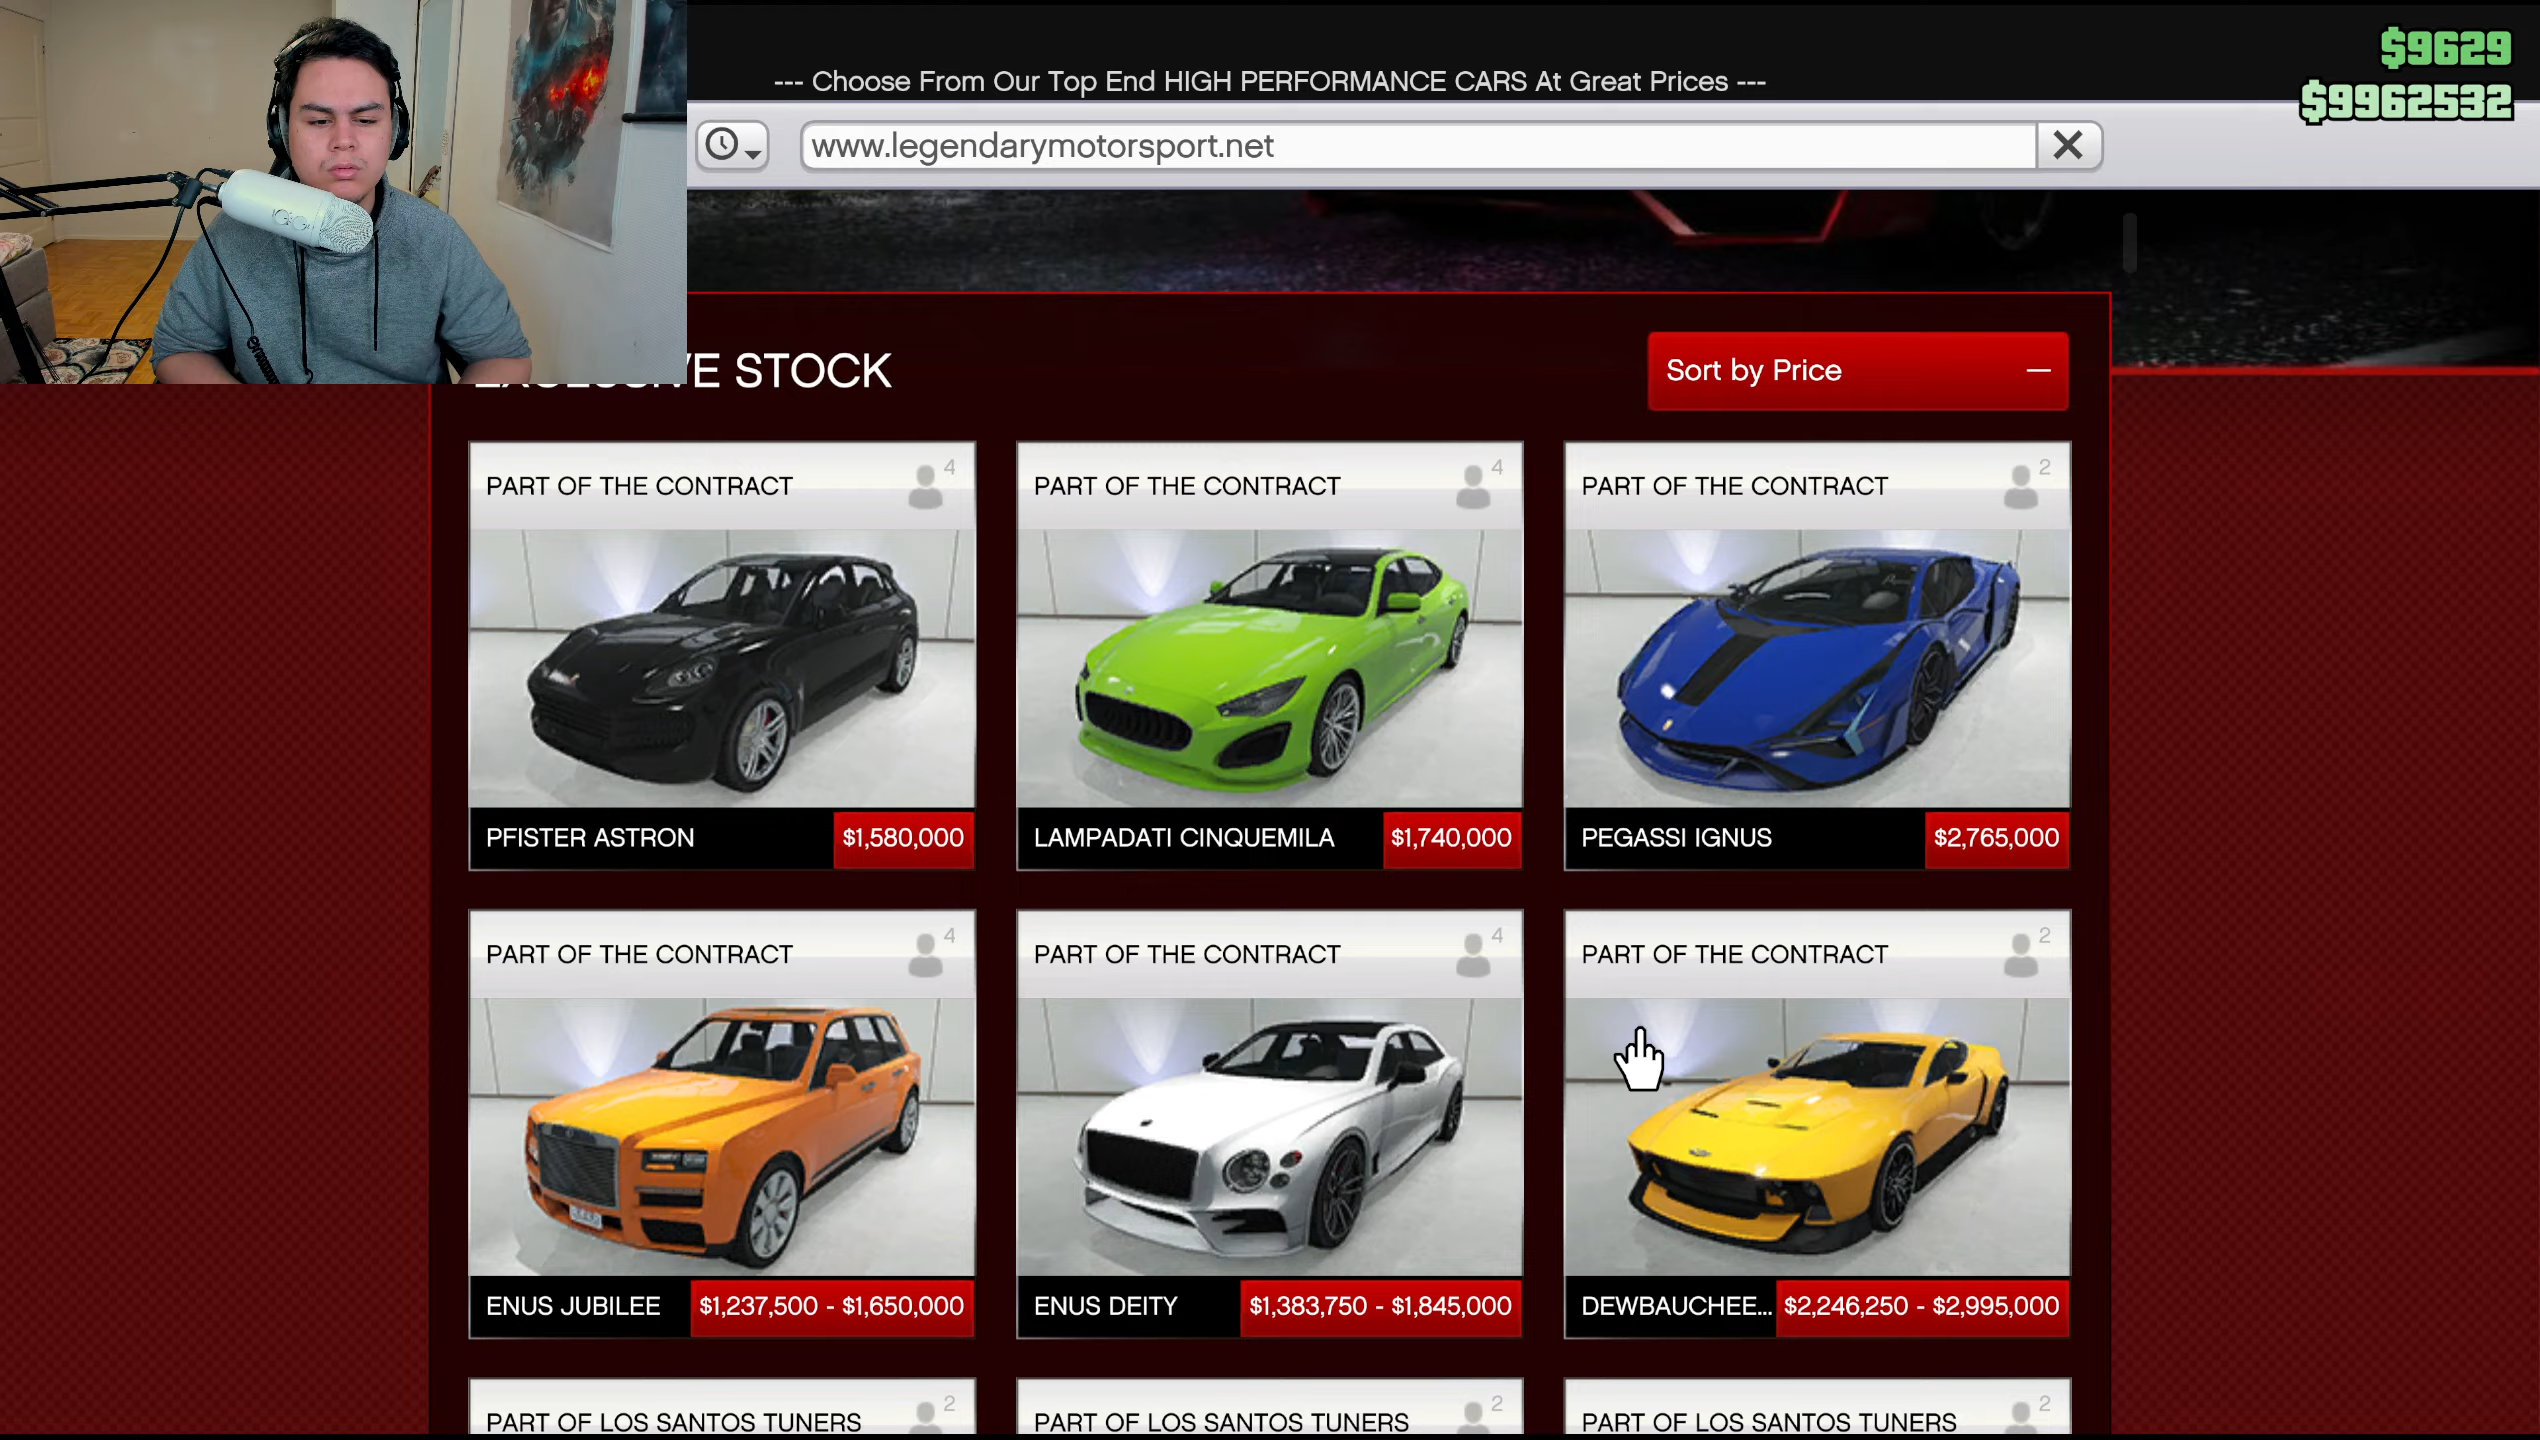 $9629
--- Choose From Our Top End HIGH PERFORMANCE CARS At Great Prices ---
$9962532
www.legendarymotorsport.net
EXCLUSIVE STOCK
Sort by Price
PART OF THE CONTRACT 4
PART OF THE CONTRACT 4
PART OF THE CONTRACT 2
PFISTER ASTRON $1,580,000
LAMPADATI CINQUEMILA $1,740,000
PEGASSI IGNUS $2,765,000
PART OF THE CONTRACT 4
PART OF THE CONTRACT 4
PART OF THE CONTRACT 2
ENUS JUBILEE $1,237,500 - $1,650,000
ENUS DEITY $1,383,750 - $1,845,000
DEWBAUCHEE... $2,246,250 - $2,995,000
PART OF LOS SANTOS TUNERS 2
PART OF LOS SANTOS TUNERS 2
PART OF LOS SANTOS TUNERS 2